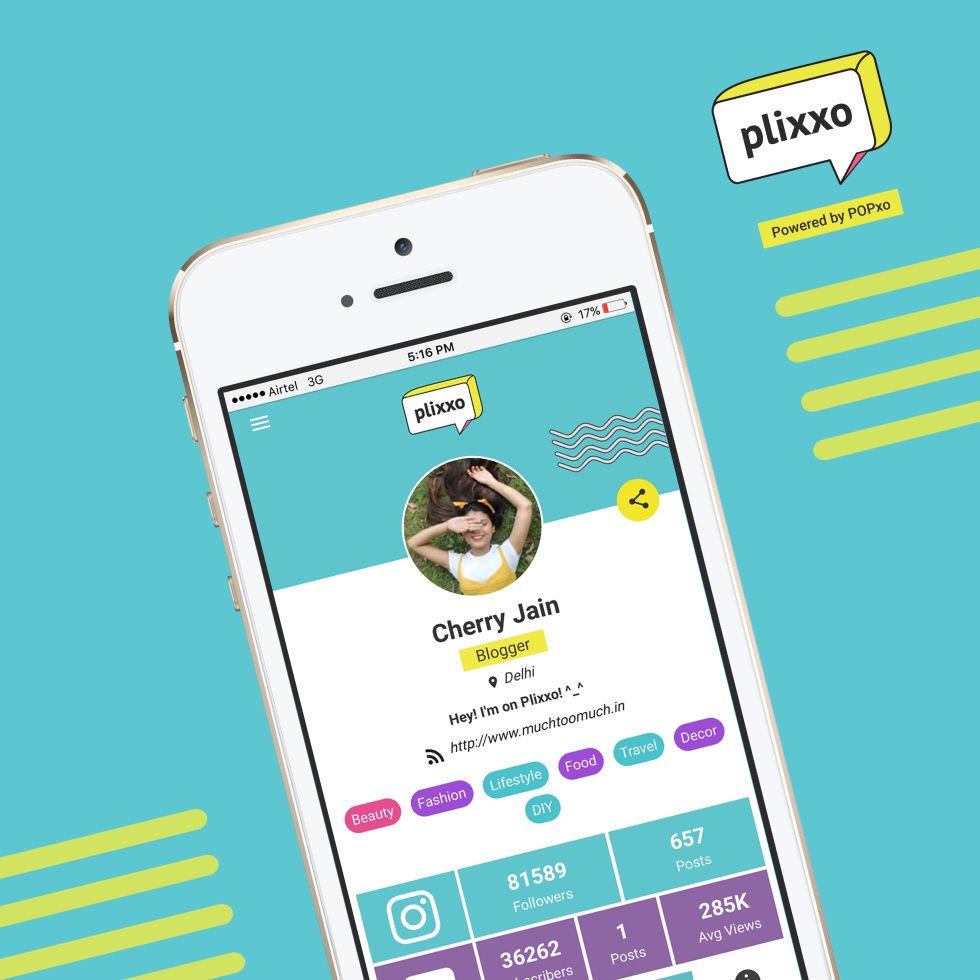 plixxo
Powered by POPxo
Airtel 3G
5:16 PM
17%
plixxo
Cherry Jain
Blogger
Delhi
Hey! I'm on Plixxo! ^_^
http://www.muchtoomuch.in
Beauty Fashion Lifestyle Food Travel Decor
DIY
81589
Followers
657
Posts
36262
1
Posts
285K
Avg Views